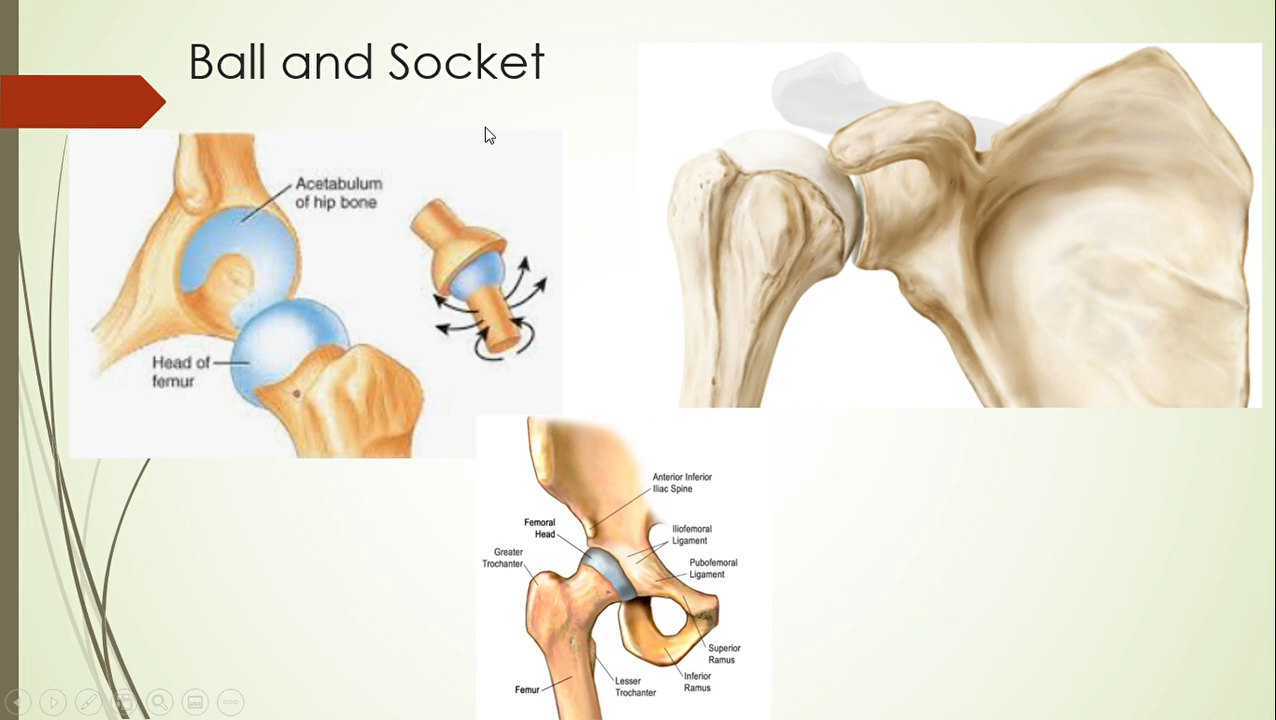 Ball and Socket
Acetabulum
of hip bone
Head of
femur
Anterior Inferior
Iliac Spine
Femoral
Head
Iliofemoral
Ligament
Greater
Trochanter
Pubofemoral
Ligament
Superior
Ramus
Inferior
Ramus
Lesser
Trochanter
Femur